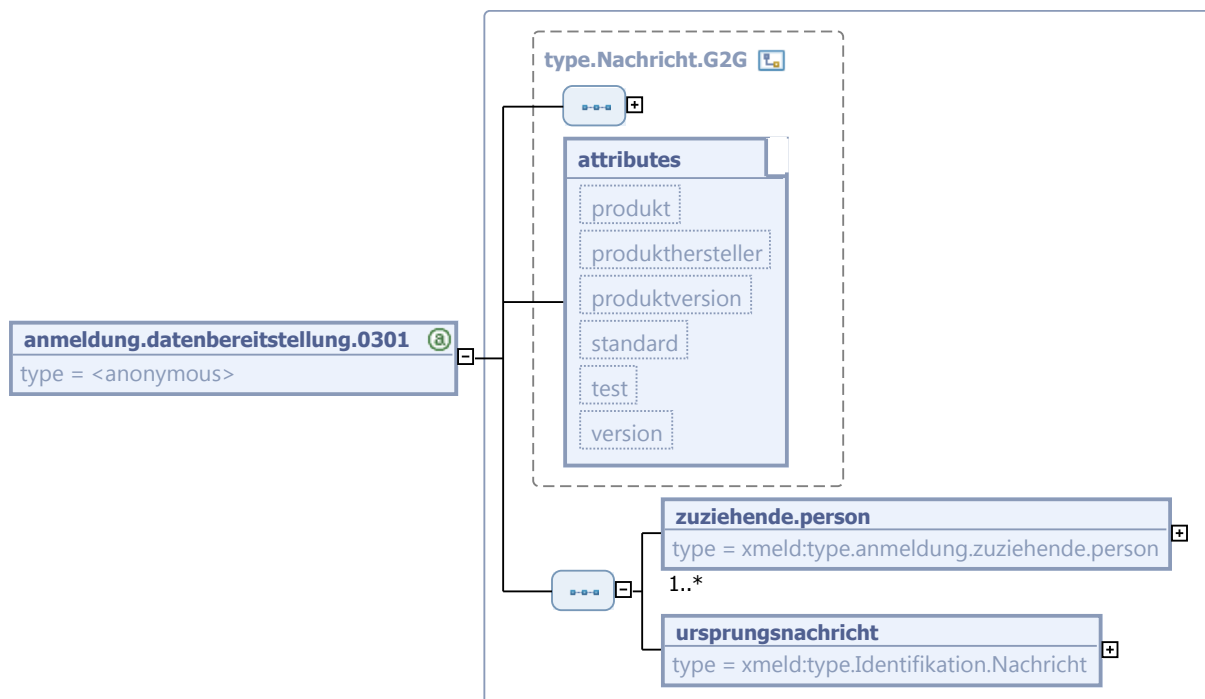 type.Nachricht.G2G
attributes
produkt
produkthersteller
produktversion
standard
test
version
anmeldung.datenbereitstellung.0301 a
type = <anonymous>
zuziehende.person
type = xmeld:type.anmeldung.zuziehende.person
1..*
ursprungsnachricht
type = xmeld:type.Identifikation.Nachricht